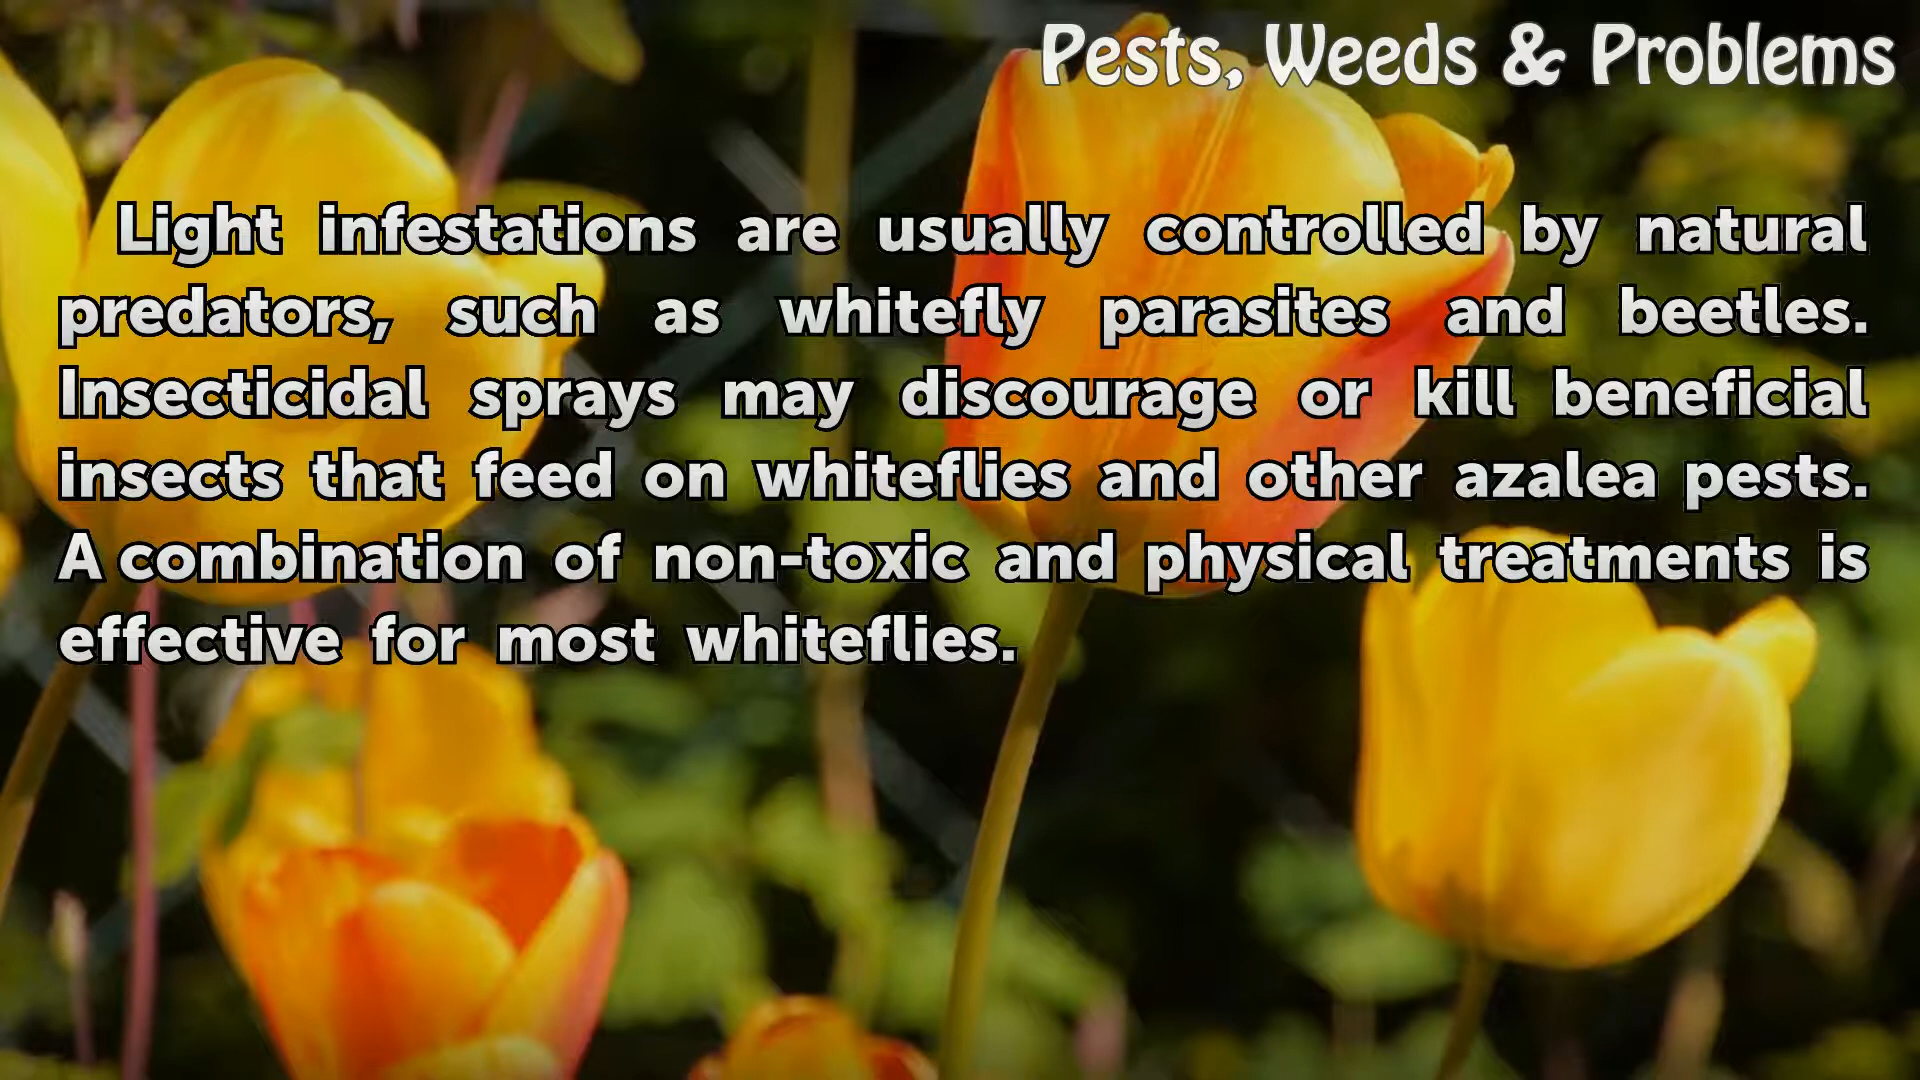 Pests, Weeds & Problems
Light infestations are usually controlled by natural
predators, such as whitefly parasites and beetles.
Insecticidal sprays may discourage or kill beneficial
insects that feed on whiteflies and other azalea pests.
A combination of non-toxic and physical treatments is
effective for most whiteflies.